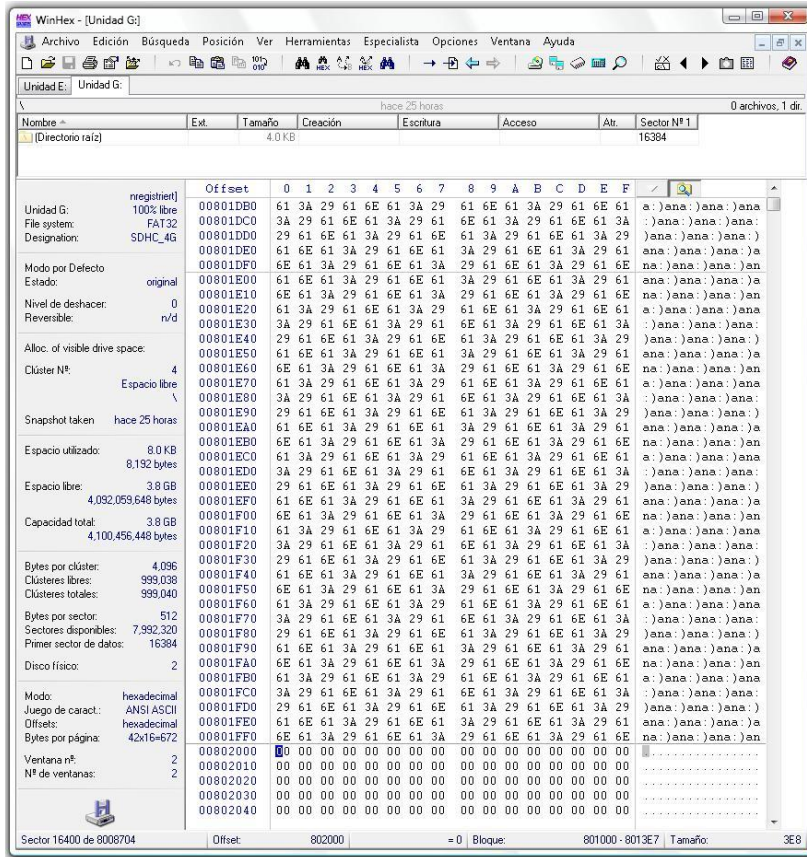 WinHex - [Unidad G:]
Archivo Edición Búsqueda Posición Ver Herramientas Especialista Opciones Ventana Ayuda
Unidad E: Unidad G:
\ hace 25 horas 0 archivos, 1 dir.
Nombre Ext. Tamaño Creación Escritura Acceso Atr. Sector Nº 1
(Directorio raíz) 4.0 KB 16384
nregistriert]
Unidad G: 100% libre
File system: FAT32
Designation: SDHC_4G
Modo por Defecto
Estado: original
Nivel de deshacer: 0
Reversible: n/d
Alloc. of visible drive space:
Clúster Nº: 4
Espacio libre
\
Snapshot taken hace 25 horas
Espacio utilizado: 8.0 KB
8,192 bytes
Espacio libre: 3.8 GB
4,092,059,648 bytes
Capacidad total: 3.8 GB
4,100,456,448 bytes
Bytes por clúster: 4,096
Clústeres libres: 999,038
Clústeres totales: 999,040
Bytes por sector: 512
Sectores disponibles: 7,992,320
Primer sector de datos: 16384
Disco físico: 2
Modo: hexadecimal
Juego de caract.: ANSI ASCII
Offsets: hexadecimal
Bytes por página: 42x16=672
Ventana nº: 2
Nº de ventanas: 2
Offset 0 1 2 3 4 5 6 7 8 9 A B C D E F
00801DB0 61 3A 29 61 6E 61 3A 29 61 6E 61 3A 29 61 6E 61 a:)ana:)ana:)ana
00801DC0 3A 29 61 6E 61 3A 29 61 6E 61 3A 29 61 6E 61 3A :)ana:)ana:)ana:
00801DD0 29 61 6E 61 3A 29 61 6E 61 3A 29 61 6E 61 3A 29 )ana:)ana:)ana:)
00801DE0 61 6E 61 3A 29 61 6E 61 3A 29 61 6E 61 3A 29 61 ana:)ana:)ana:)a
00801DF0 6E 61 3A 29 61 6E 61 3A 29 61 6E 61 3A 29 61 6E na:)ana:)ana:)an
00801E00 61 6E 61 3A 29 61 6E 61 3A 29 61 6E 61 3A 29 61 ana:)ana:)ana:)a
00801E10 6E 61 3A 29 61 6E 61 3A 29 61 6E 61 3A 29 61 6E na:)ana:)ana:)an
00801E20 61 3A 29 61 6E 61 3A 29 61 6E 61 3A 29 61 6E 61 a:)ana:)ana:)ana
00801E30 3A 29 61 6E 61 3A 29 61 6E 61 3A 29 61 6E 61 3A :)ana:)ana:)ana:
00801E40 29 61 6E 61 3A 29 61 6E 61 3A 29 61 6E 61 3A 29 )ana:)ana:)ana:)
00801E50 61 6E 61 3A 29 61 6E 61 3A 29 61 6E 61 3A 29 61 ana:)ana:)ana:)a
00801E60 6E 61 3A 29 61 6E 61 3A 29 61 6E 61 3A 29 61 6E na:)ana:)ana:)an
00801E70 61 3A 29 61 6E 61 3A 29 61 6E 61 3A 29 61 6E 61 a:)ana:)ana:)ana
00801E80 3A 29 61 6E 61 3A 29 61 6E 61 3A 29 61 6E 61 3A :)ana:)ana:)ana:
00801E90 29 61 6E 61 3A 29 61 6E 61 3A 29 61 6E 61 3A 29 )ana:)ana:)ana:)
00801EA0 61 6E 61 3A 29 61 6E 61 3A 29 61 6E 61 3A 29 61 ana:)ana:)ana:)a
00801EB0 6E 61 3A 29 61 6E 61 3A 29 61 6E 61 3A 29 61 6E na:)ana:)ana:)an
00801EC0 61 3A 29 61 6E 61 3A 29 61 6E 61 3A 29 61 6E 61 a:)ana:)ana:)ana
00801ED0 3A 29 61 6E 61 3A 29 61 6E 61 3A 29 61 6E 61 3A :)ana:)ana:)ana:
00801EE0 29 61 6E 61 3A 29 61 6E 61 3A 29 61 6E 61 3A 29 )ana:)ana:)ana:)
00801EF0 61 6E 61 3A 29 61 6E 61 3A 29 61 6E 61 3A 29 61 ana:)ana:)ana:)a
00801F00 6E 61 3A 29 61 6E 61 3A 29 61 6E 61 3A 29 61 6E na:)ana:)ana:)an
00801F10 61 3A 29 61 6E 61 3A 29 61 6E 61 3A 29 61 6E 61 a:)ana:)ana:)ana
00801F20 3A 29 61 6E 61 3A 29 61 6E 61 3A 29 61 6E 61 3A :)ana:)ana:)ana:
00801F30 29 61 6E 61 3A 29 61 6E 61 3A 29 61 6E 61 3A 29 )ana:)ana:)ana:)
00801F40 61 6E 61 3A 29 61 6E 61 3A 29 61 6E 61 3A 29 61 ana:)ana:)ana:)a
00801F50 6E 61 3A 29 61 6E 61 3A 29 61 6E 61 3A 29 61 6E na:)ana:)ana:)an
00801F60 61 3A 29 61 6E 61 3A 29 61 6E 61 3A 29 61 6E 61 a:)ana:)ana:)ana
00801F70 3A 29 61 6E 61 3A 29 61 6E 61 3A 29 61 6E 61 3A :)ana:)ana:)ana:
00801F80 29 61 6E 61 3A 29 61 6E 61 3A 29 61 6E 61 3A 29 )ana:)ana:)ana:)
00801F90 61 6E 61 3A 29 61 6E 61 3A 29 61 6E 61 3A 29 61 ana:)ana:)ana:)a
00801FA0 6E 61 3A 29 61 6E 61 3A 29 61 6E 61 3A 29 61 6E na:)ana:)ana:)an
00801FB0 61 3A 29 61 6E 61 3A 29 61 6E 61 3A 29 61 6E 61 a:)ana:)ana:)ana
00801FC0 3A 29 61 6E 61 3A 29 61 6E 61 3A 29 61 6E 61 3A :)ana:)ana:)ana:
00801FD0 29 61 6E 61 3A 29 61 6E 61 3A 29 61 6E 61 3A 29 )ana:)ana:)ana:)
00801FE0 61 6E 61 3A 29 61 6E 61 3A 29 61 6E 61 3A 29 61 ana:)ana:)ana:)a
00801FF0 6E 61 3A 29 61 6E 61 3A 29 61 6E 61 3A 29 61 6E na:)ana:)ana:)an
00802000 00 00 00 00 00 00 00 00 00 00 00 00 00 00 00 00 ................
00802010 00 00 00 00 00 00 00 00 00 00 00 00 00 00 00 00 ................
00802020 00 00 00 00 00 00 00 00 00 00 00 00 00 00 00 00 ................
00802030 00 00 00 00 00 00 00 00 00 00 00 00 00 00 00 00 ................
00802040 00 00 00 00 00 00 00 00 00 00 00 00 00 00 00 00 ................
Sector 16400 de 8008704 Offset: 802000 = 0 Bloque: 801000 - 8013E7 Tamaño: 3E8